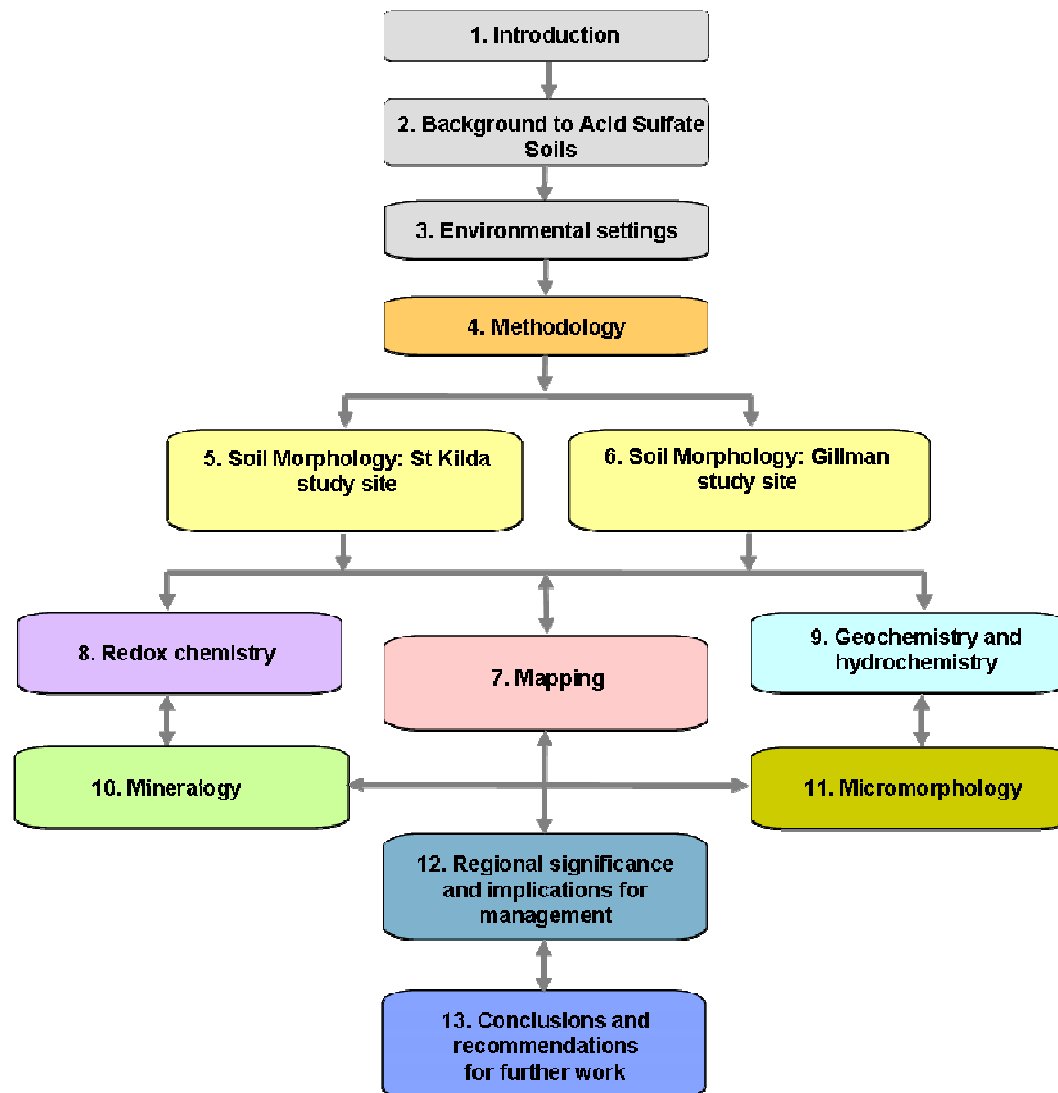 1. Introduction
2. Background to Acid Sulfate
Soils
3. Environmental settings
4. Methodology
5. Soil Morphology: St Kilda
study site
6. Soil Morphology: Gillman
study site
8. Redox chemistry
7. Mapping
9. Geochemistry and
hydrochemistry
10. Mineralogy
11. Micromorphology
12. Regional significance
and implications for
management
13. Conclusions and
recommendations
for further work